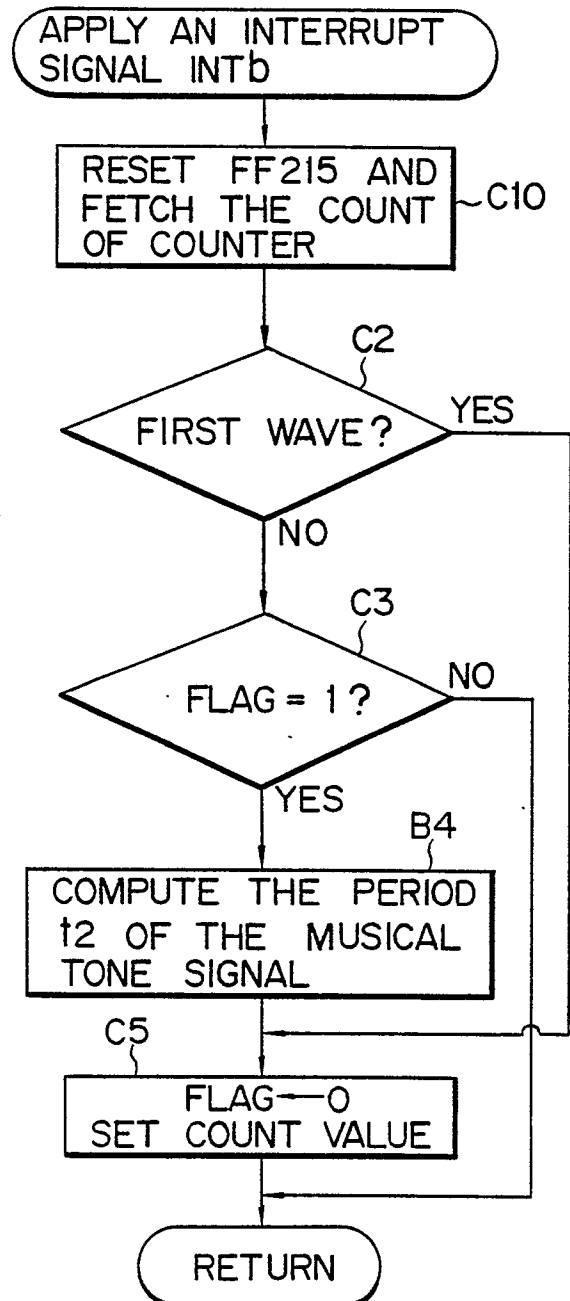 APPLY AN INTERRUPT
SIGNAL INTb
RESET FF215 AND
FETCH THE COUNT
OF COUNTER
C10
C2
FIRST WAVE?
YES
NO
C3
FLAG = 1?
NO
YES
B4
COMPUTE THE PERIOD
t2 OF THE MUSICAL
TONE SIGNAL
C5
FLAG←0
SET COUNT VALUE
RETURN